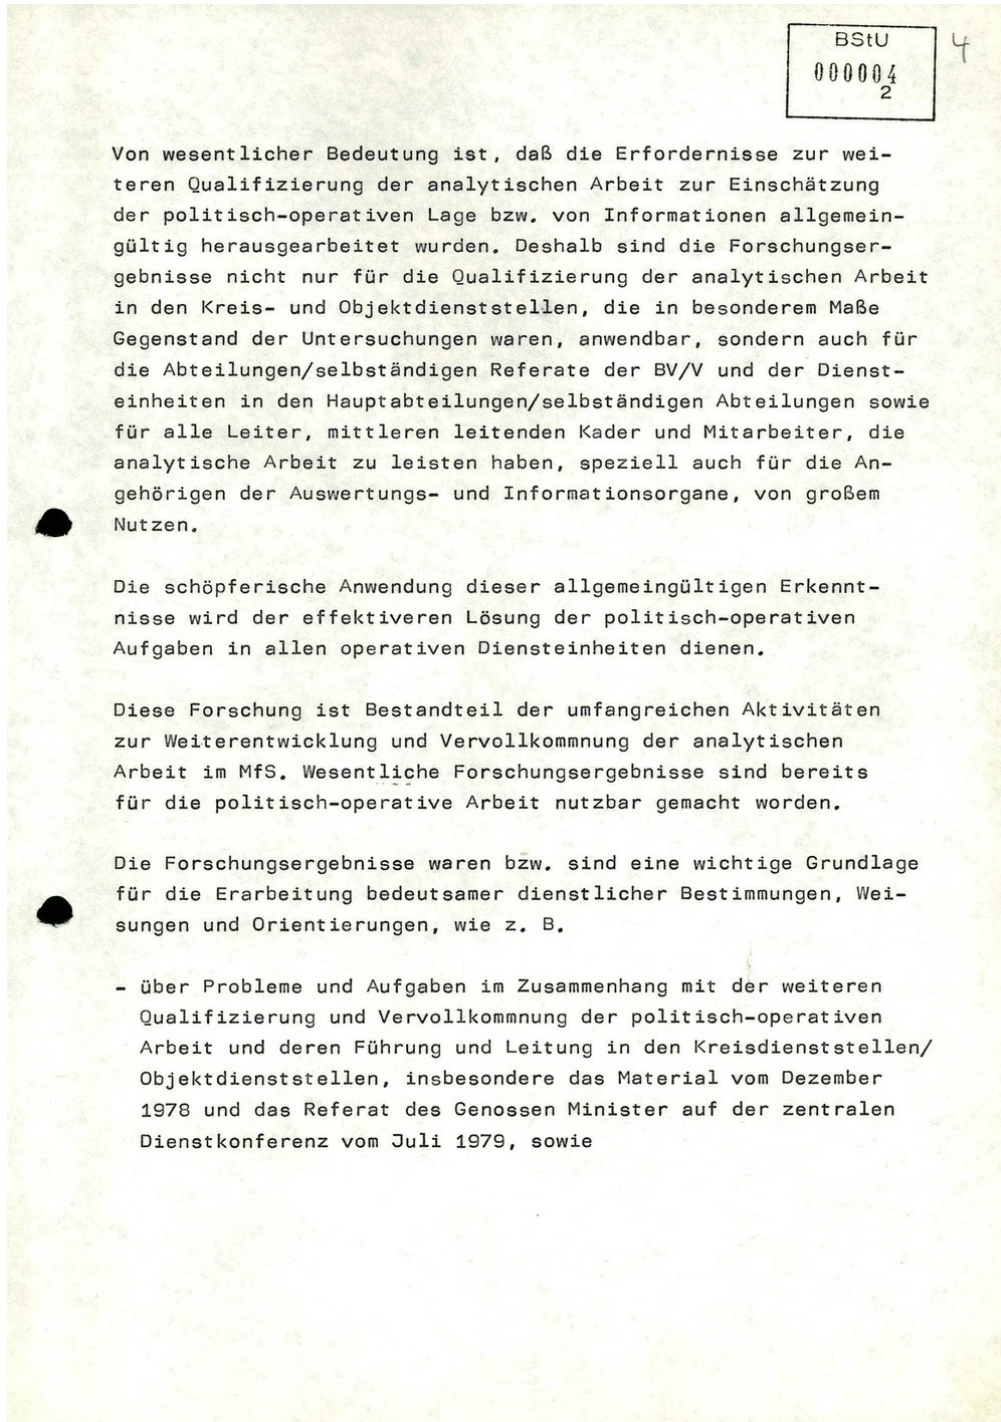 BStU
000004
2
4
Von wesentlicher Bedeutung ist, daß die Erfordernisse zur wei-
teren Qualifizierung der analytischen Arbeit zur Einschätzung
der politisch-operativen Lage bzw. von Informationen allgemein-
gültig herausgearbeitet wurden. Deshalb sind die Forschungser-
gebnisse nicht nur für die Qualifizierung der analytischen Arbeit
in den Kreis- und Objektdienststellen, die in besonderem Maße
Gegenstand der Untersuchungen waren, anwendbar, sondern auch für
die Abteilungen/selbständigen Referate der BV/V und der Dienst-
einheiten in den Hauptabteilungen/selbständigen Abteilungen sowie
für alle Leiter, mittleren leitenden Kader und Mitarbeiter, die
analytische Arbeit zu leisten haben, speziell auch für die An-
gehörigen der Auswertungs- und Informationsorgane, von großem
Nutzen.
Die schöpferische Anwendung dieser allgemeingültigen Erkennt-
nisse wird der effektiveren Lösung der politisch-operativen
Aufgaben in allen operativen Diensteinheiten dienen.
Diese Forschung ist Bestandteil der umfangreichen Aktivitäten
zur Weiterentwicklung und Vervollkommnung der analytischen
Arbeit im MfS. Wesentliche Forschungsergebnisse sind bereits
für die politisch-operative Arbeit nutzbar gemacht worden.
Die Forschungsergebnisse waren bzw. sind eine wichtige Grundlage
für die Erarbeitung bedeutsamer dienstlicher Bestimmungen, Wei-
sungen und Orientierungen, wie z. B.
- über Probleme und Aufgaben im Zusammenhang mit der weiteren
Qualifizierung und Vervollkommnung der politisch-operativen
Arbeit und deren Führung und Leitung in den Kreisdienststellen/
Objektdienststellen, insbesondere das Material vom Dezember
1978 und das Referat des Genossen Minister auf der zentralen
Dienstkonferenz vom Juli 1979, sowie